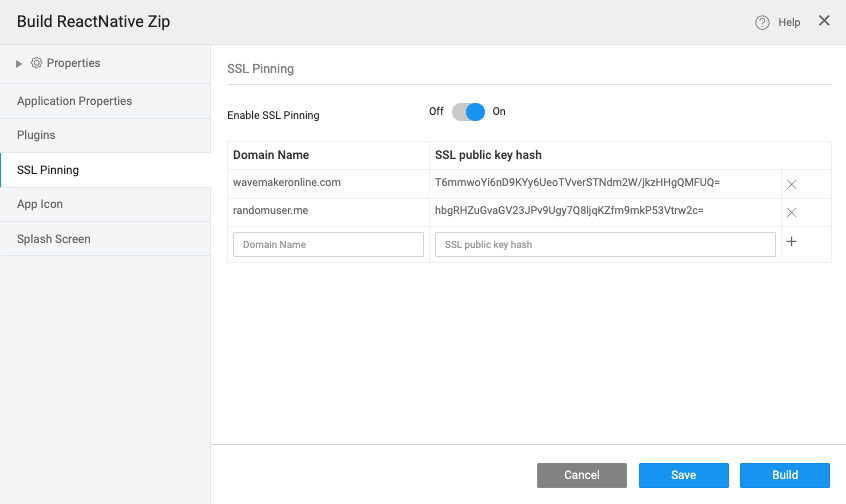 Build ReactNative Zip
Help
Properties
Application Properties
Plugins
SSL Pinning
App Icon
Splash Screen
SSL Pinning
Enable SSL Pinning
Off On
Domain Name SSL public key hash
wavemakeronline.com T6mmwoYi6nD9KYy6UeoTVverSTNdm2W/jkzHHgQMFUQ=
randomuser.me hbgRHZuGvaGV23JPv9Ugy7Q8ljqKZfm9mkP53Vtrw2c=
Domain Name SSL public key hash
Cancel Save Build